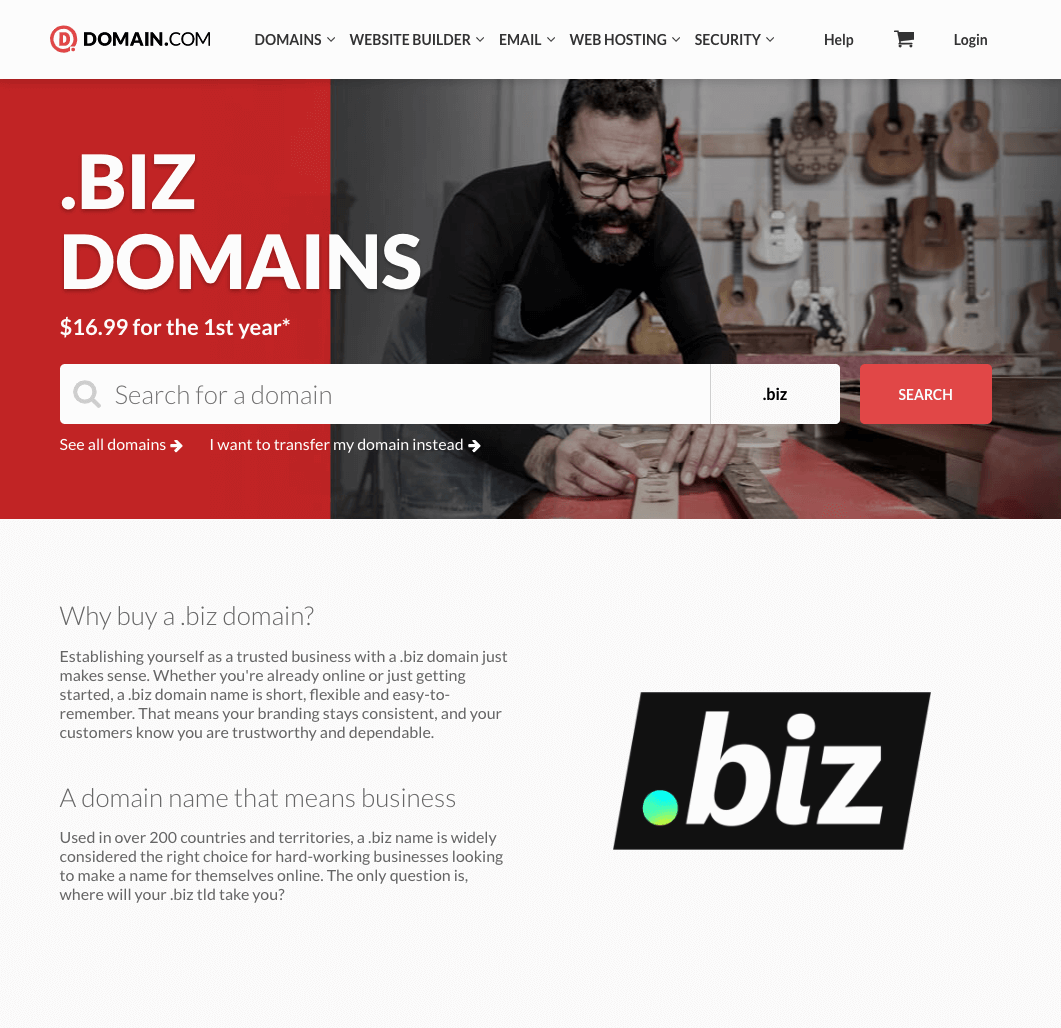 DOMAIN.COM
DOMAINS
WEBSITE BUILDER
EMAIL
WEB HOSTING
SECURITY
Help
Login
.BIZ
DOMAINS
$16.99 for the 1st year*
Search for a domain
.biz
SEARCH
See all domains
I want to transfer my domain instead
Why buy a .biz domain?
Establishing yourself as a trusted business with a .biz domain just
makes sense. Whether you're already online or just getting
started, a .biz domain name is short, flexible and easy-to-
remember. That means your branding stays consistent, and your
customers know you are trustworthy and dependable.
A domain name that means business
Used in over 200 countries and territories, a .biz name is widely
considered the right choice for hard-working businesses looking
to make a name for themselves online. The only question is,
where will your .biz tld take you?
.biz